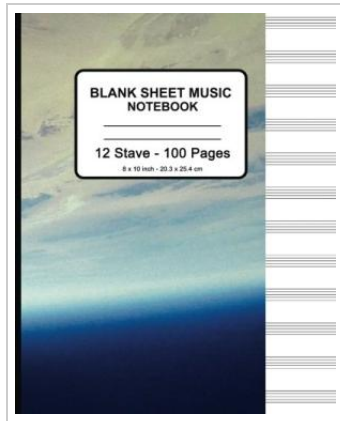 BLANK SHEET MUSIC
NOTEBOOK
12 Stave - 100 Pages
8 x 10 inch - 20.3 x 25.4 cm